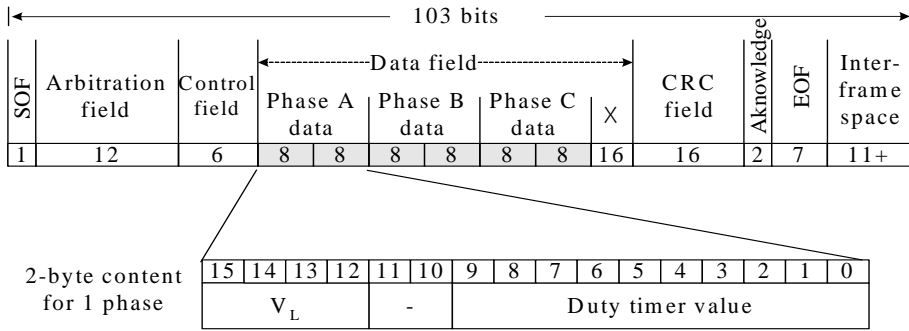 103 bits
SOF
Arbitration field
Control field
Data field
Phase A data
Phase B data
Phase C data
X
CRC field
Aknowledge
EOF
Inter-frame space
1 12 6 8 8 8 8 8 8 16 16 2 7 11+
2-byte content for 1 phase
15 14 13 12 11 10 9 8 7 6 5 4 3 2 1 0
V_L - Duty timer value